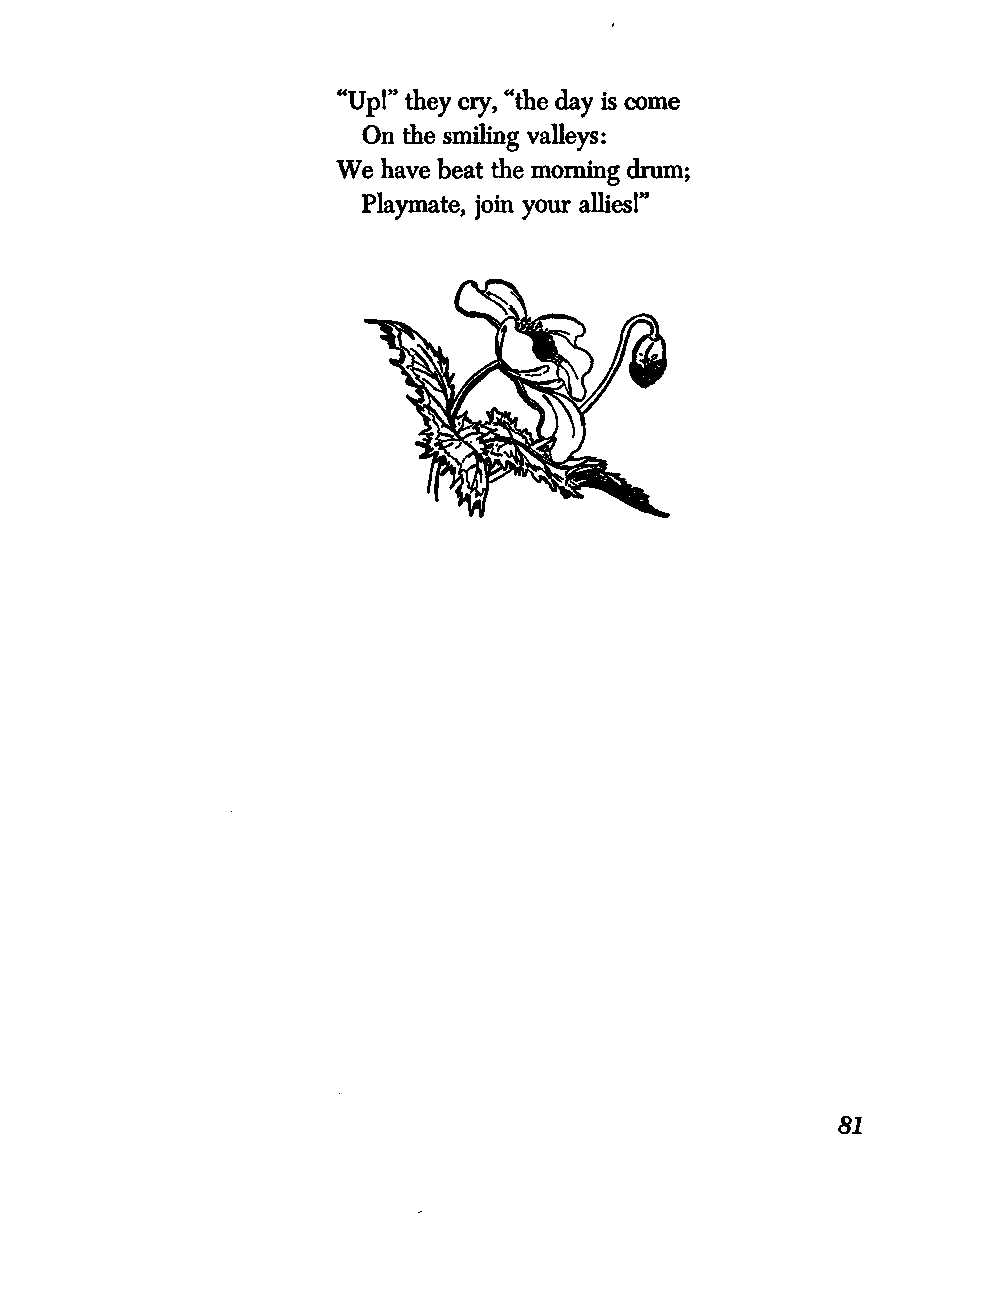 “Up!” they cry, “the day is come
On the smiling valleys:
We have beat the morning drum;
Playmate, join your allies!”
81